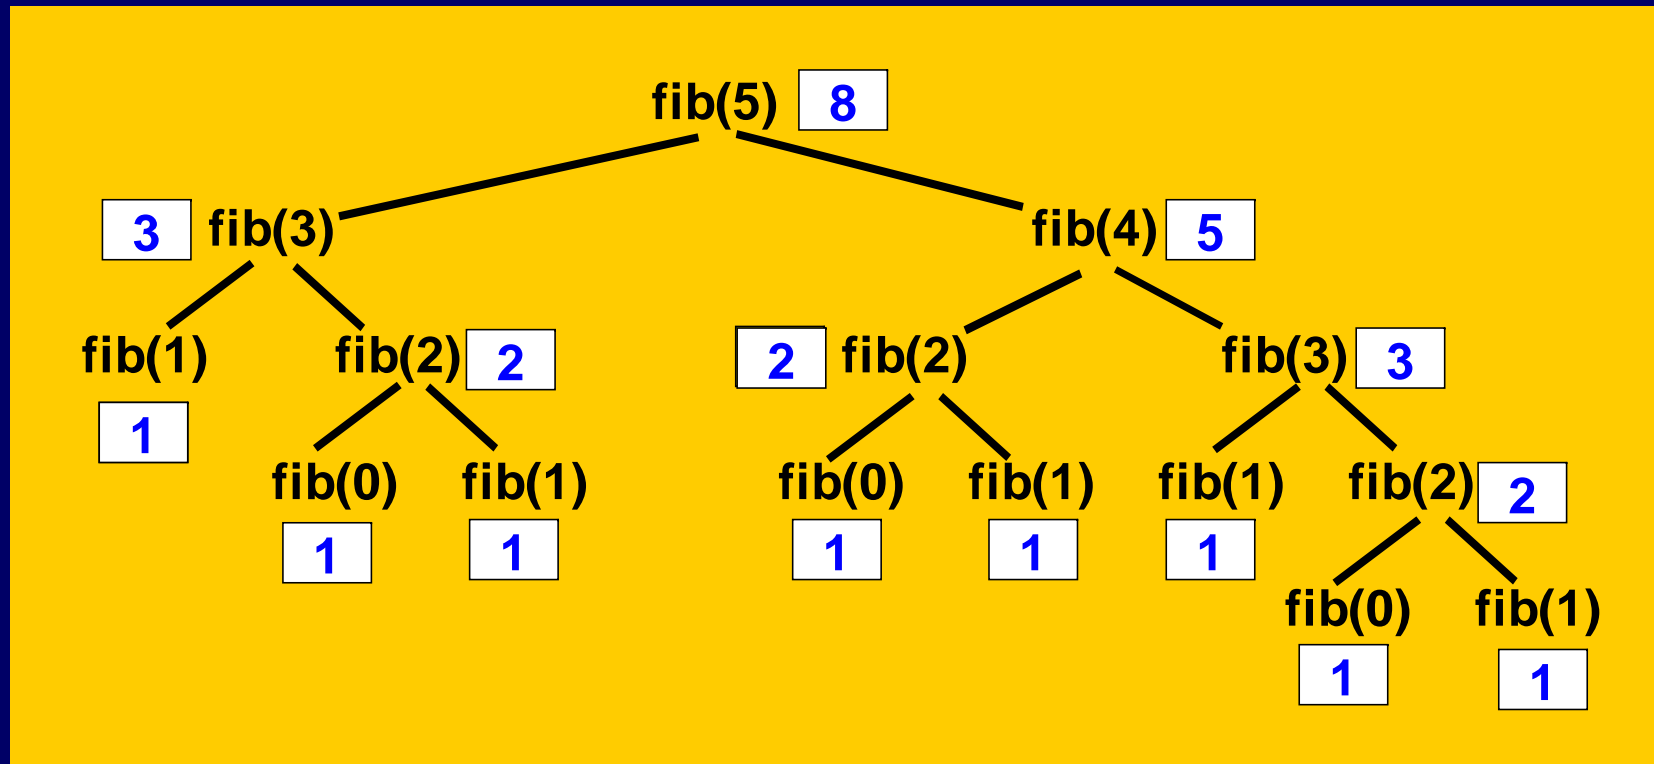 fib(5) 8
3 fib(3) fib(4) 5
fib(1) fib(2) 2 2 fib(2) fib(3) 3
1
fib(0) fib(1) fib(0) fib(1) fib(1) fib(2) 2
1 1 1 1 1
fib(0) fib(1)
1 1